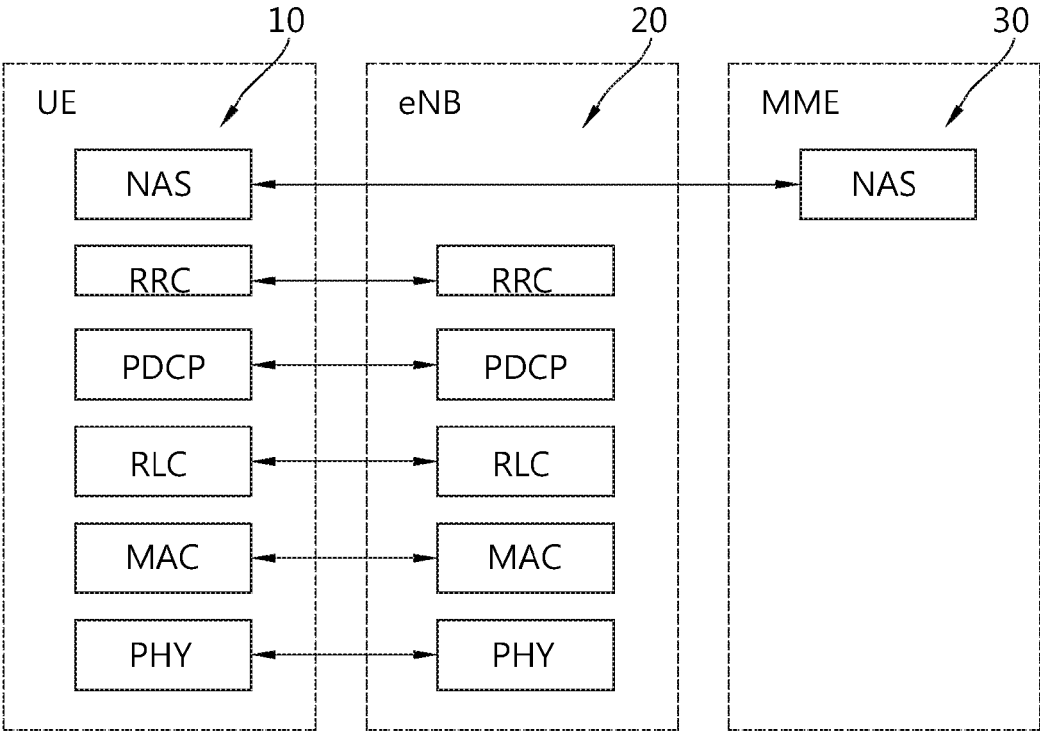 10 20 30
UE eNB MME
NAS NAS
RRC RRC
PDCP PDCP
RLC RLC
MAC MAC
PHY PHY